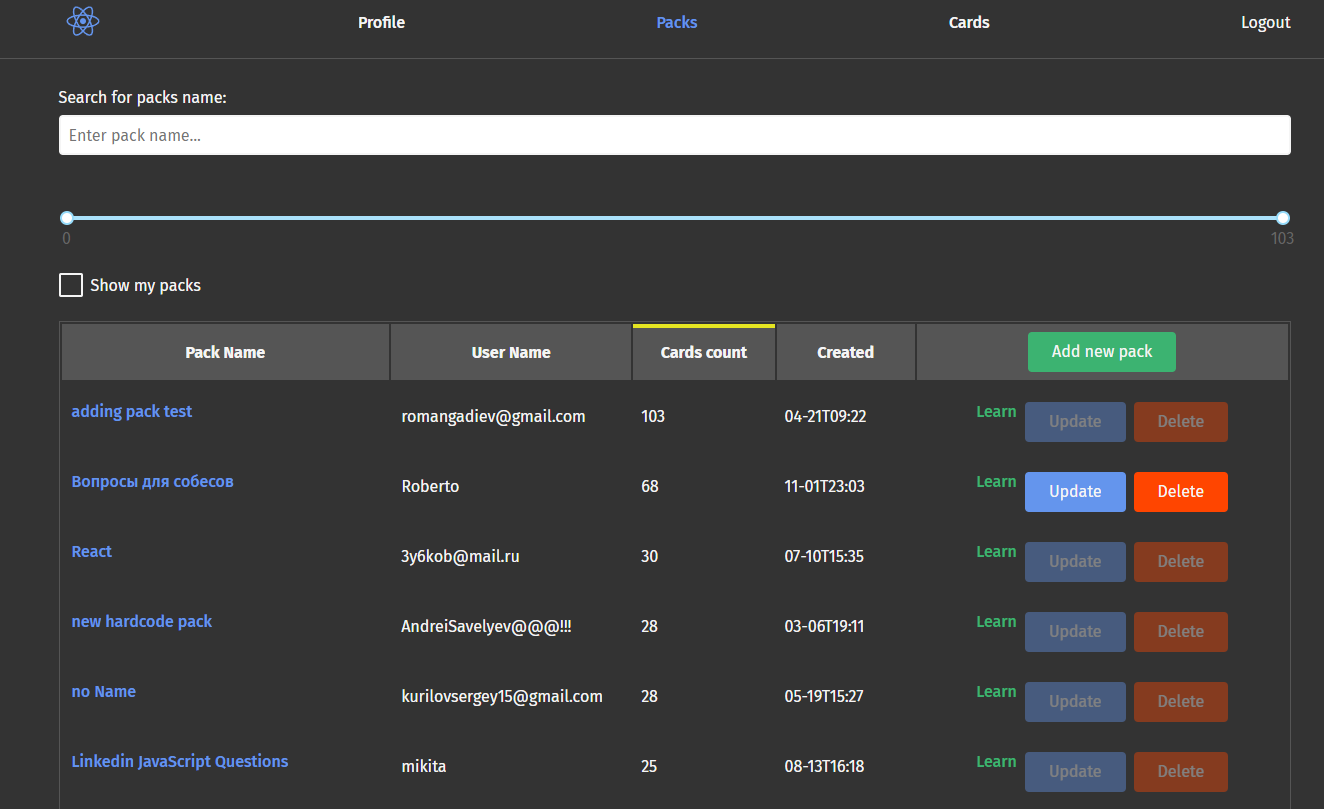 Profile Packs Cards Logout
Search for packs name:
Enter pack name...
0 103
Show my packs
Pack Name User Name Cards count Created Add new pack
adding pack test romangadiev@gmail.com 103 04-21T09:22 Learn Update Delete
Вопросы для собесов Roberto 68 11-01T23:03 Learn Update Delete
React 3y6kob@mail.ru 30 07-10T15:35 Learn Update Delete
new hardcode pack AndreiSavelyev@@@!!! 28 03-06T19:11 Learn Update Delete
no Name kurilovsergey15@gmail.com 28 05-19T15:27 Learn Update Delete
Linkedin JavaScript Questions mikita 25 08-13T16:18 Learn Update Delete